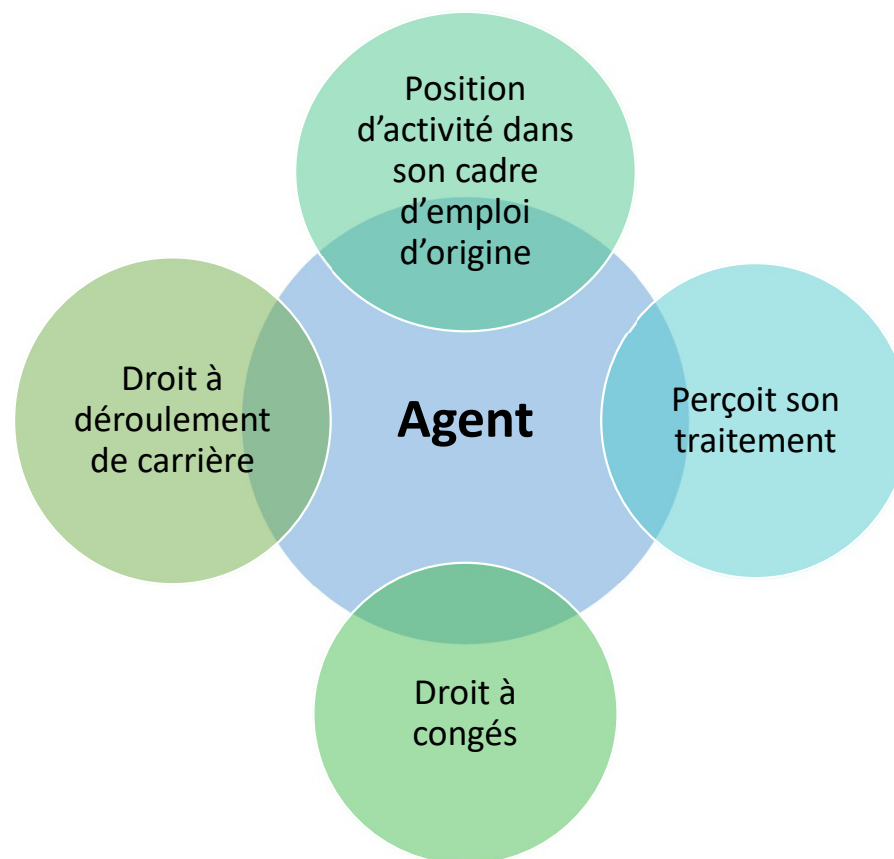 Position
d’activité dans
son cadre
d’emploi
d’origine
Droit à
déroulement
de carrière
Agent
Perçoit son
traitement
Droit à
congés